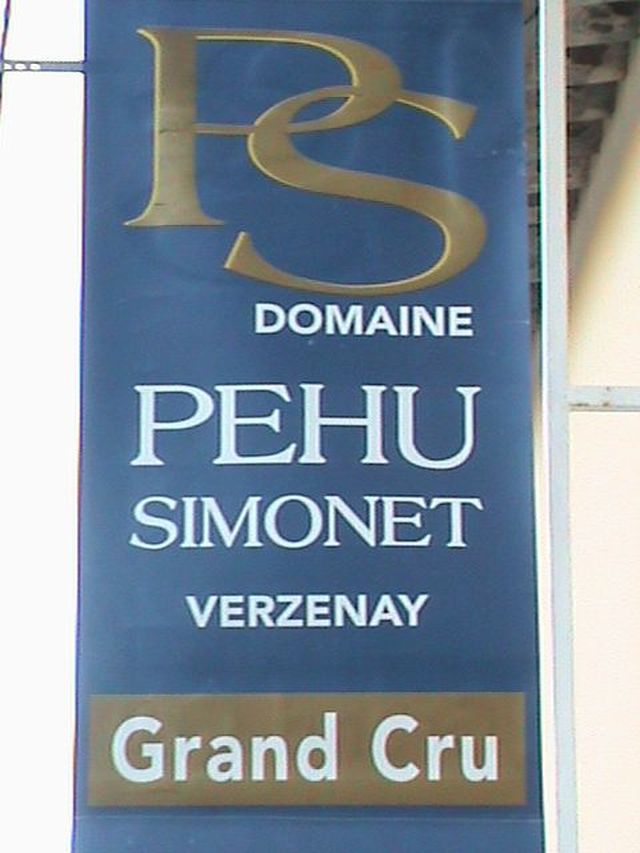 PS
DOMAINE
PEHU
SIMONET
VERZENAY
Grand Cru